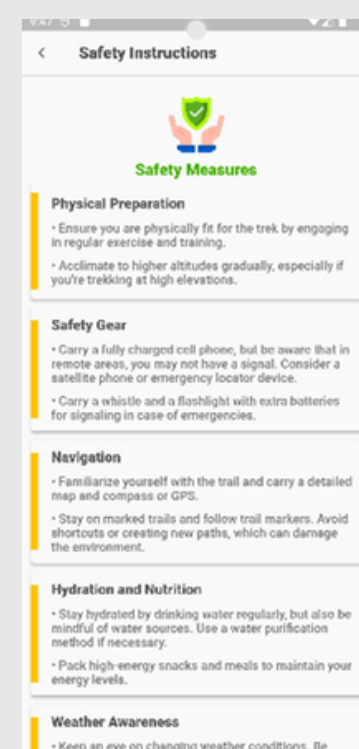 9:47
Safety Instructions
Safety Measures
Physical Preparation
• Ensure you are physically fit for the trek by engaging
in regular exercise and training.
• Acclimate to higher altitudes gradually, especially if
you're trekking at high elevations.
Safety Gear
• Carry a fully charged cell phone, but be aware that in
remote areas, you may not have a signal. Consider a
satellite phone or emergency locator device.
• Carry a whistle and a flashlight with extra batteries
for signaling in case of emergencies.
Navigation
• Familiarize yourself with the trail and carry a detailed
map and compass or GPS.
• Stay on marked trails and follow trail markers. Avoid
shortcuts or creating new paths, which can damage
the environment.
Hydration and Nutrition
• Stay hydrated by drinking water regularly, but also be
mindful of water sources. Use a water purification
method if necessary.
• Pack high-energy snacks and meals to maintain your
energy levels.
Weather Awareness
• Keep an eye on changing weather conditions. Be